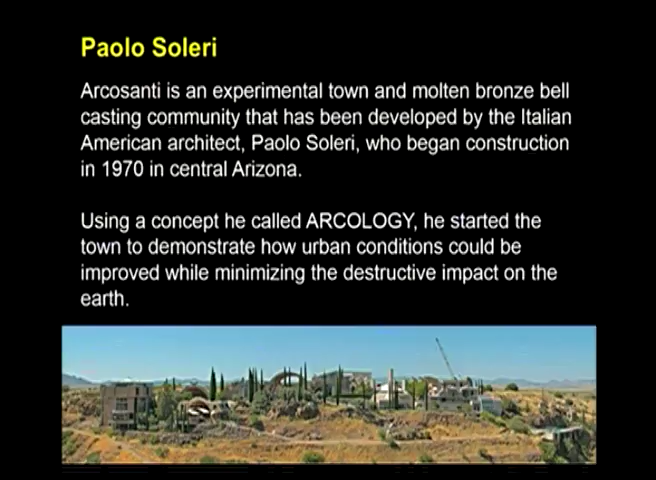 Paolo Soleri
Arcosanti is an experimental town and molten bronze bell
casting community that has been developed by the Italian
American architect, Paolo Soleri, who began construction
in 1970 in central Arizona.
Using a concept he called ARCOLOGY, he started the
town to demonstrate how urban conditions could be
improved while minimizing the destructive impact on the
earth.